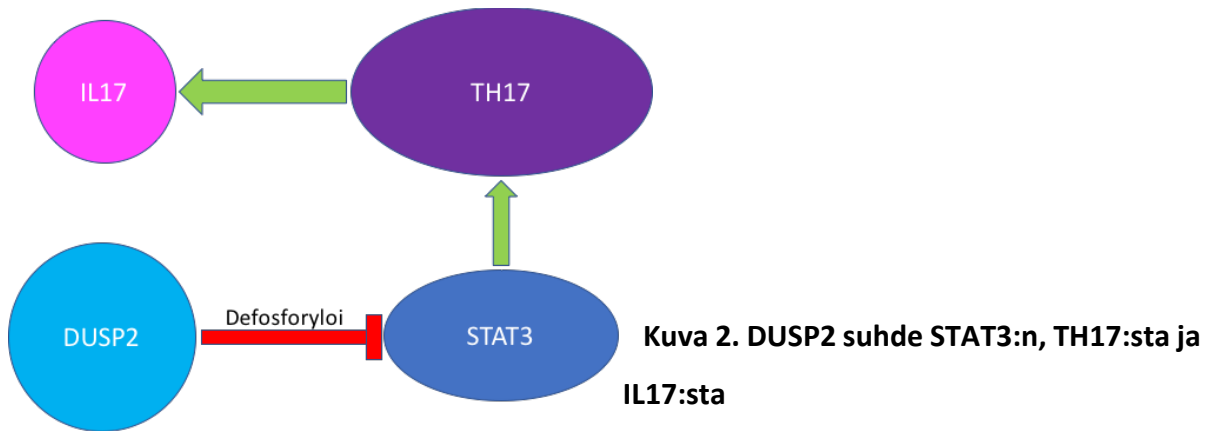 IL17
TH17
DUSP2
Defosforyloi
STAT3
Kuva 2. DUSP2 suhde STAT3:n, TH17:sta ja
IL17:sta